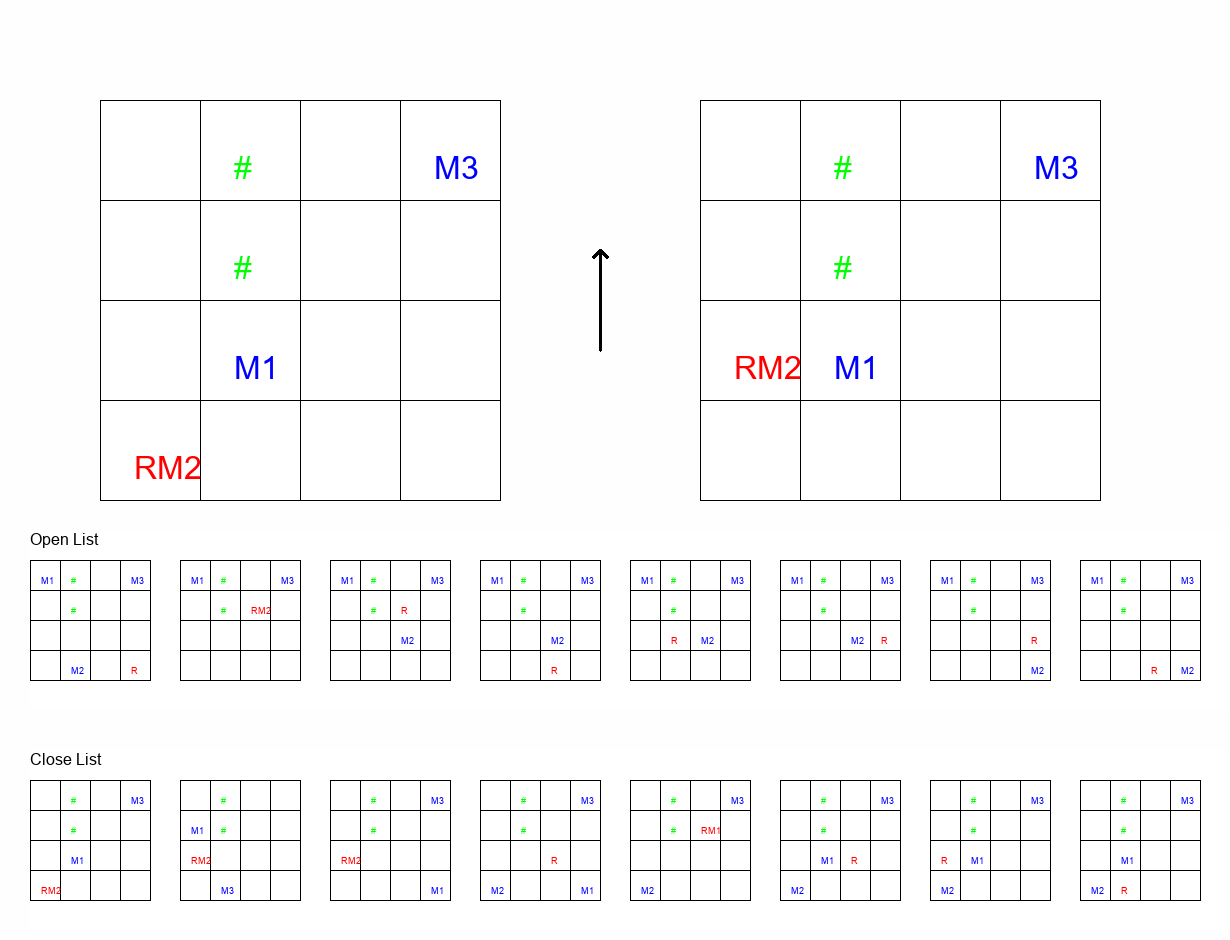 # M3 # M3
# #
M1 RM2 M1
RM2
Open List
M1 # M3 M1 # M3 M1 # M3 M1 # M3 M1 # M3 M1 # M3 M1 # M3 M1 # M3
# # RM2 # R # # # # #
M2 M2 R M2 M2 R R
M2 R R M2 R M2
Close List
# M3 # # M3 # M3 # M3 # M3 # M3 # M3
# M1 # # # # RM1 # # #
M1 RM2 RM2 R M1 R R M1 M1
RM2 M3 M1 M2 M1 M2 M2 M2 M2 R